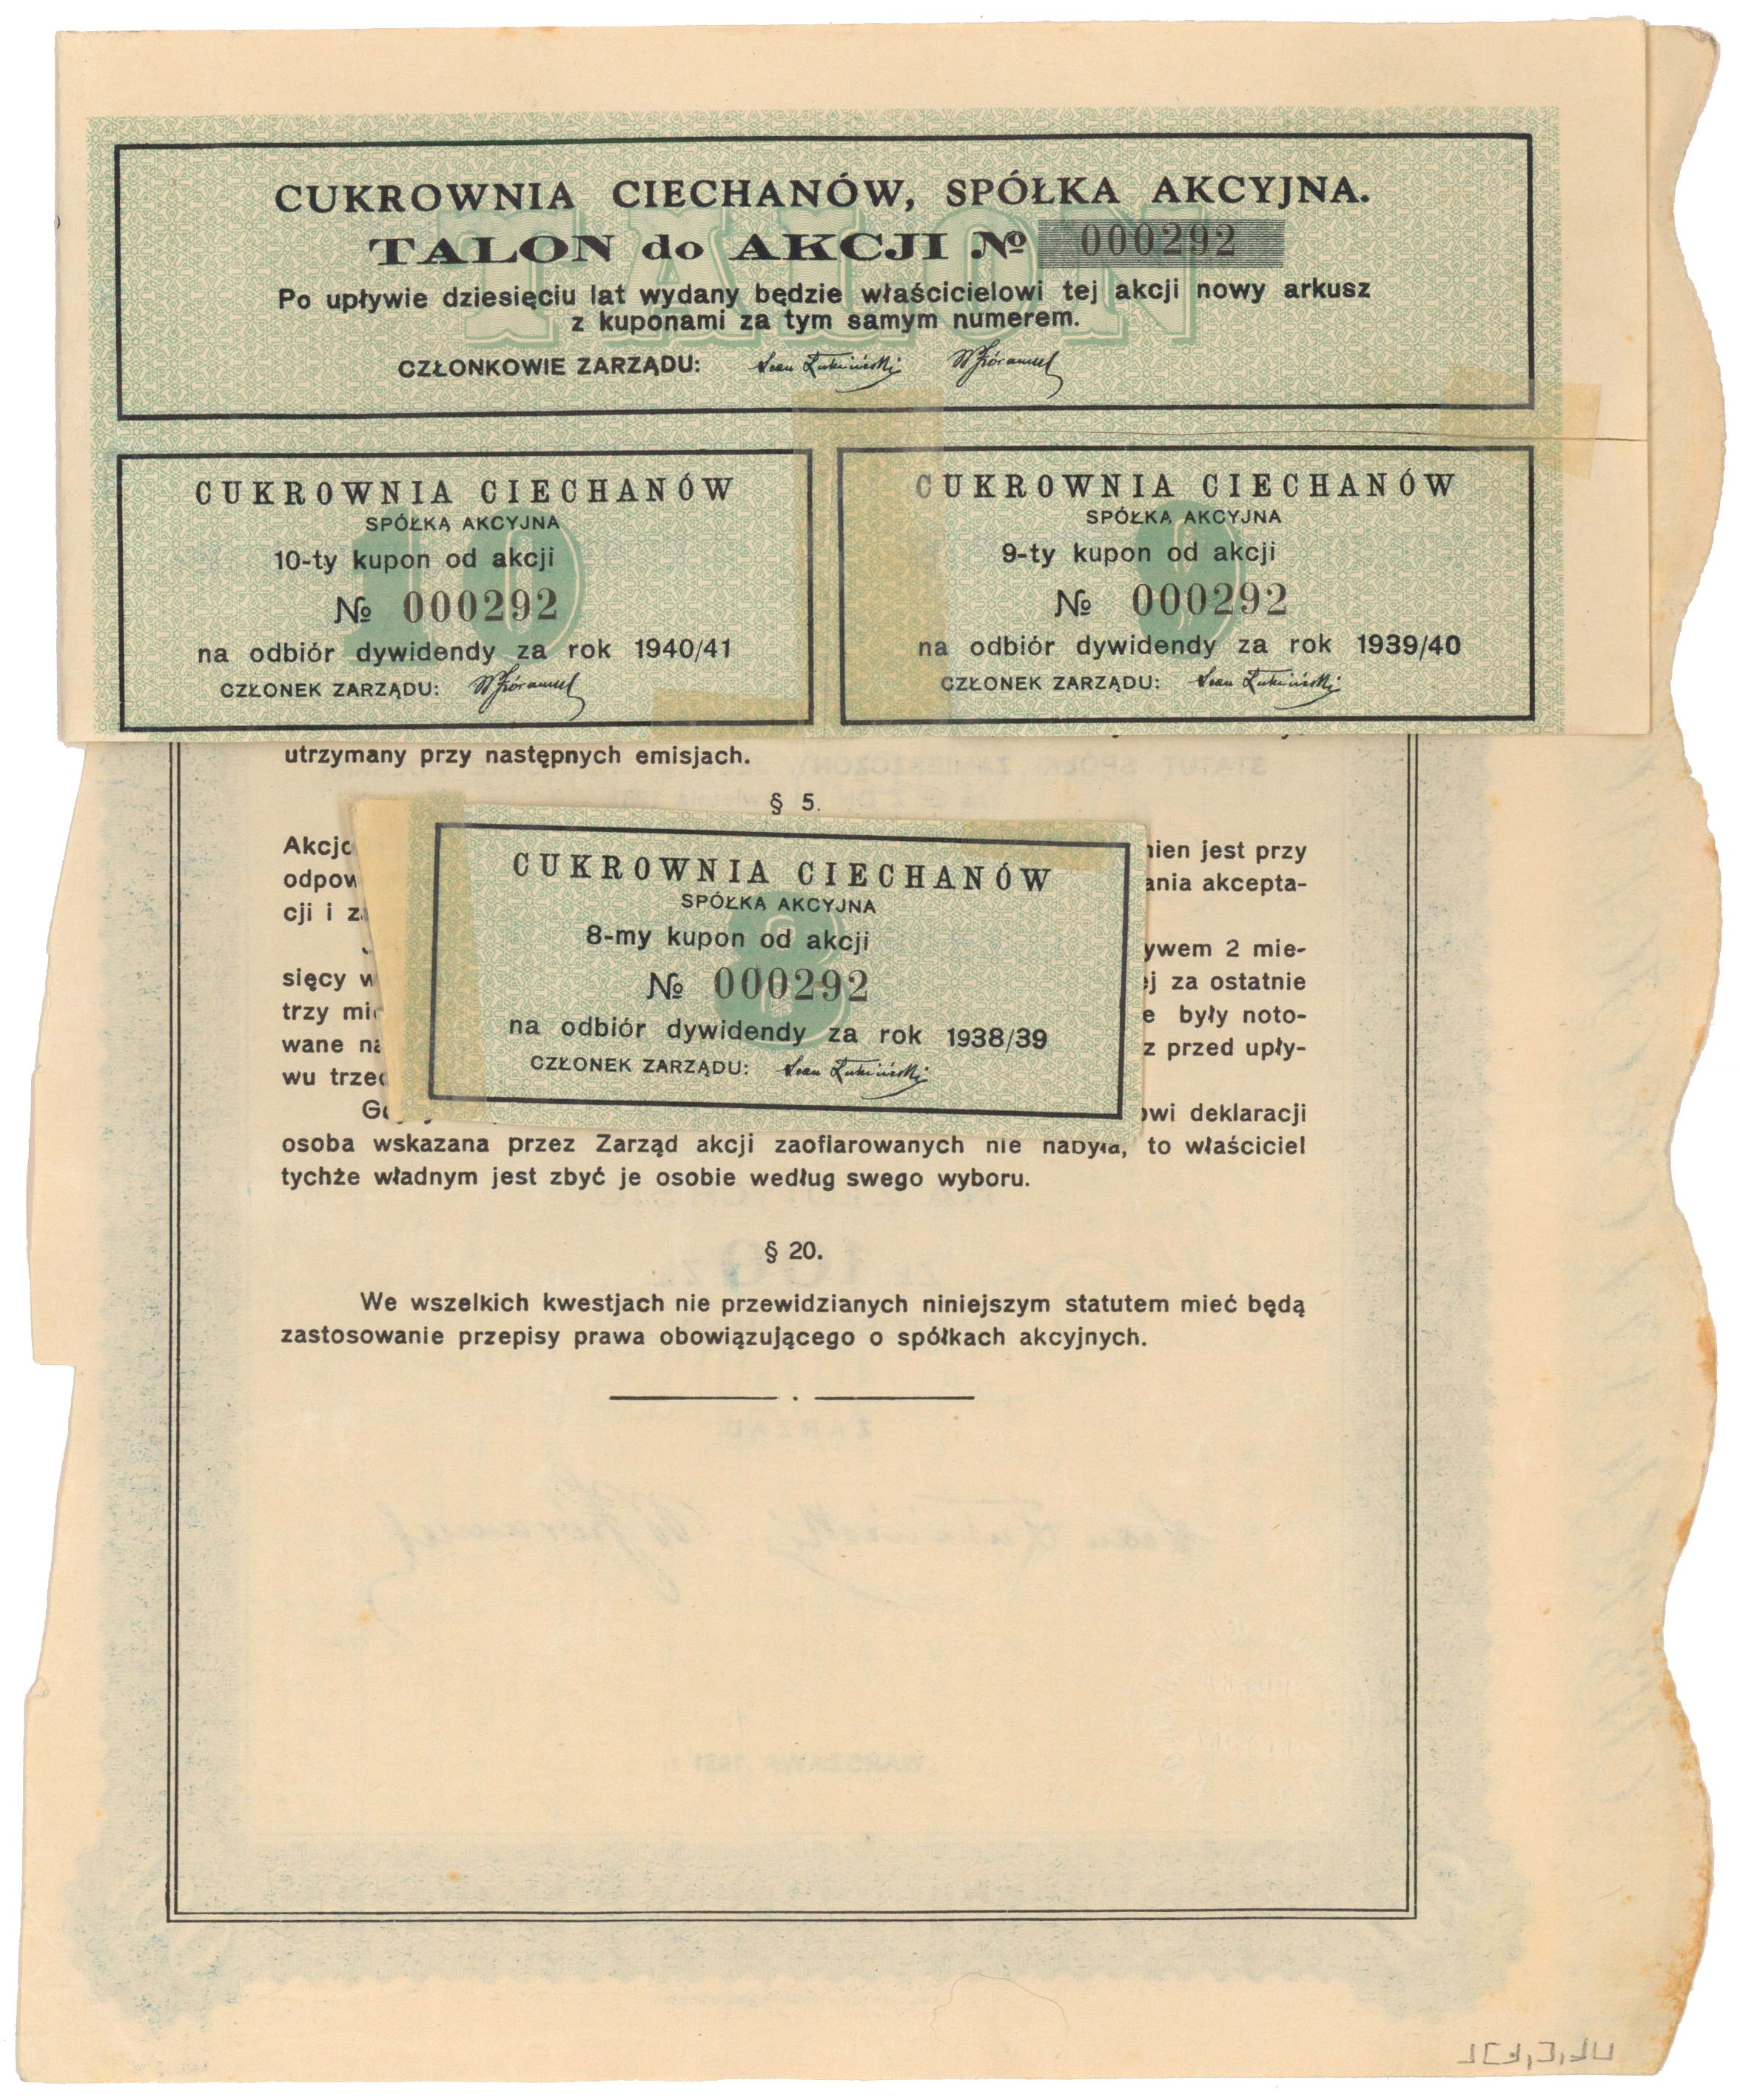 CUKROWNIA CIECHANÓW, SPÓŁKA AKCYJNA.
TALON do AKCJI № 000292
Po upływie dziesięciu lat wydany będzie właścicielowi tej akcji nowy arkusz
z kuponami za tym samym numerem.
CZŁONKOWIE ZARZĄDU:
CUKROWNIA CIECHANÓW
SPÓŁKA AKCYJNA
10-ty kupon od akcji
№ 000292
na odbiór dywidendy za rok 1940/41
CZŁONEK ZARZĄDU:
CUKROWNIA CIECHANÓW
SPÓŁKA AKCYJNA
9-ty kupon od akcji
№ 000292
na odbiór dywidendy za rok 1939/40
CZŁONEK ZARZĄDU:
utrzymany przy następnych emisjach.
§ 5.
CUKROWNIA CIECHANÓW
SPÓŁKA AKCYJNA
8-my kupon od akcji
№ 000292
na odbiór dywidendy za rok 1938/39
CZŁONEK ZARZĄDU:
jest przy
odpow akcepta-
cji i
ywem 2 mie-
sięcy w za ostatnie
trzy były noto-
wane z przed upły-
wu
deklaracji
osoba wskazana przez Zarząd akcji zaofiarowanych nie nabyła, to właściciel
tychże władnym jest zbyć je osobie według swego wyboru.
§ 20.
We wszelkich kwestjach nie przewidzianych niniejszym statutem mieć będą
zastosowanie przepisy prawa obowiązującego o spółkach akcyjnych.